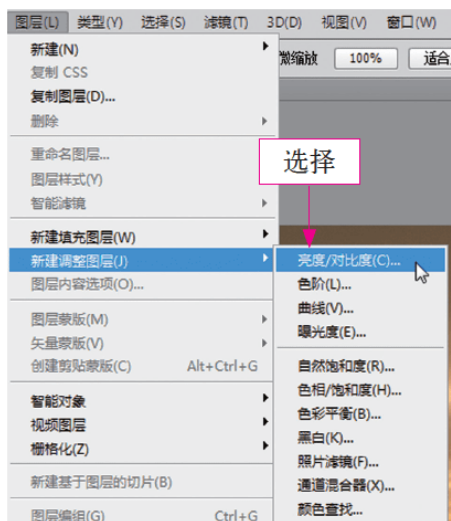 图层(L) 类型(Y) 选择(S) 滤镜(T) 3D(D) 视图(V) 窗口(W)
新建(N)
微缩放 100% 适合
复制 CSS
复制图层(D)...
删除
重命名图层...
选择
图层样式(Y)
智能滤镜
新建填充图层(W)
新建调整图层(J)
亮度/对比度(C)...
图层内容选项(O)...
色阶(L)...
曲线(V)...
图层蒙版(M)
曝光度(E)...
矢量蒙版(V)
创建剪贴蒙版(C) Alt+Ctrl+G
自然饱和度(R)...
色相/饱和度(H)...
智能对象
色彩平衡(B)...
视频图层
黑白(K)...
栅格化(Z)
照片滤镜(F)...
新建基于图层的切片(B)
通道混合器(X)...
图层编组(G) Ctrl+G
颜色查找...